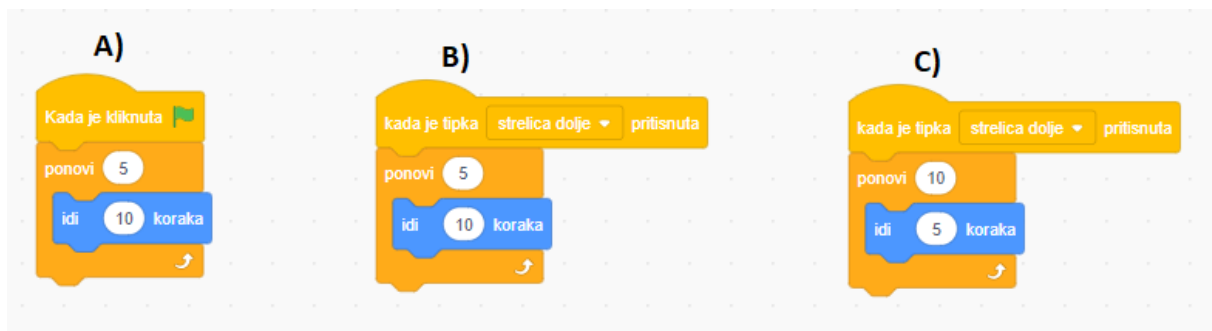 A)
Kada je kliknuta
ponovi 5
idi 10 koraka
B)
kada je tipka strelica dolje pritisnuta
ponovi 5
idi 10 koraka
C)
kada je tipka strelica dolje pritisnuta
ponovi 10
idi 5 koraka